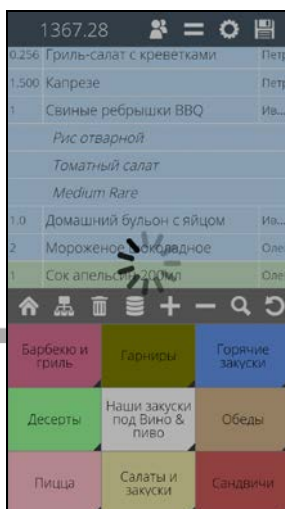 1367.28
0.256 Гриль-салат с креветками Петр
1.500 Капрезе Петр
1 Свиные ребрышки BBQ Ив...
Рис отварной
Томатный салат
Medium Rare
1.0 Домашний бульон с яйцом Ив...
2 Мороженое шоколадное Оле
1 Сок апельсин 200мл Оле
Барбекю и гриль
Гарниры
Горячие закуски
Десерты
Наши закуски под Вино & пиво
Обеды
Пицца
Салаты и закуски
Сандвичи